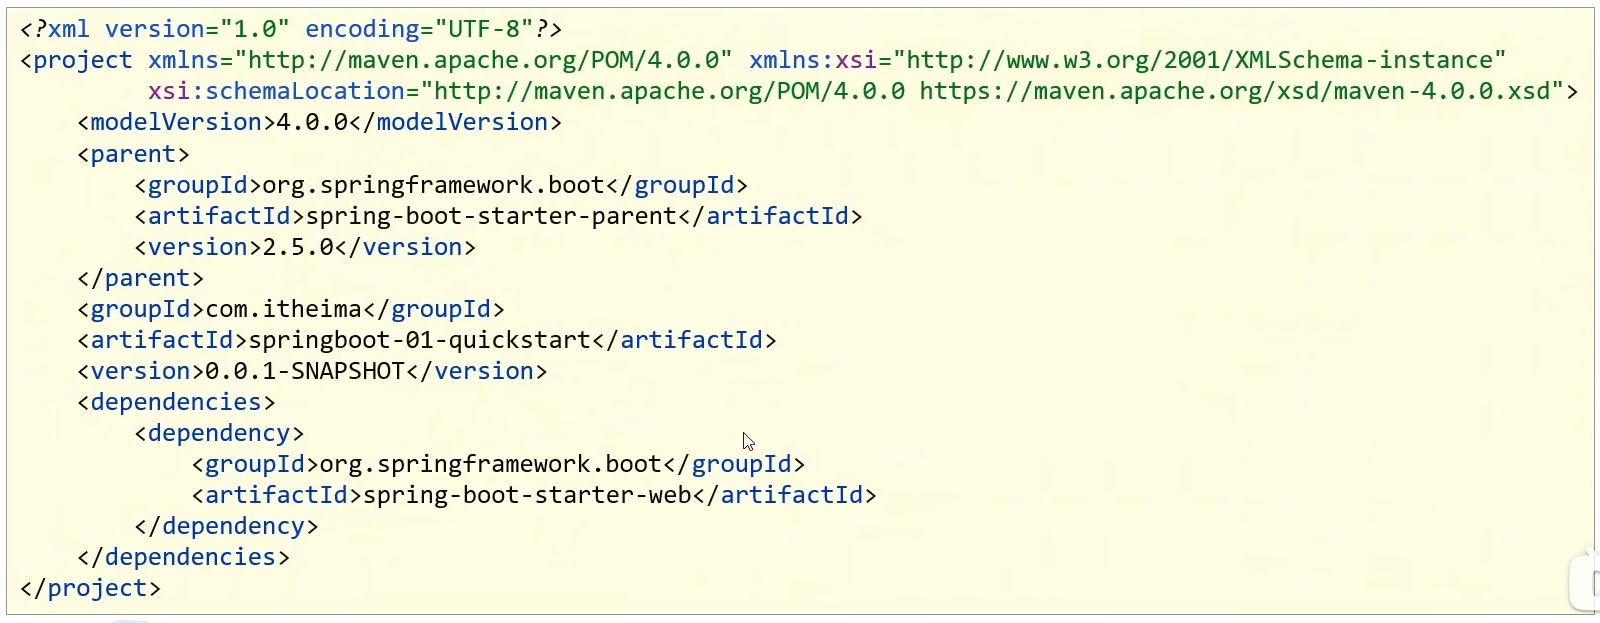 <?xml version="1.0" encoding="UTF-8"?>
<project xmlns="http://maven.apache.org/POM/4.0.0" xmlns:xsi="http://www.w3.org/2001/XMLSchema-instance"
         xsi:schemaLocation="http://maven.apache.org/POM/4.0.0 https://maven.apache.org/xsd/maven-4.0.0.xsd">
    <modelVersion>4.0.0</modelVersion>
    <parent>
        <groupId>org.springframework.boot</groupId>
        <artifactId>spring-boot-starter-parent</artifactId>
        <version>2.5.0</version>
    </parent>
    <groupId>com.itheima</groupId>
    <artifactId>springboot-01-quickstart</artifactId>
    <version>0.0.1-SNAPSHOT</version>
    <dependencies>
        <dependency>
            <groupId>org.springframework.boot</groupId>
            <artifactId>spring-boot-starter-web</artifactId>
        </dependency>
    </dependencies>
</project>